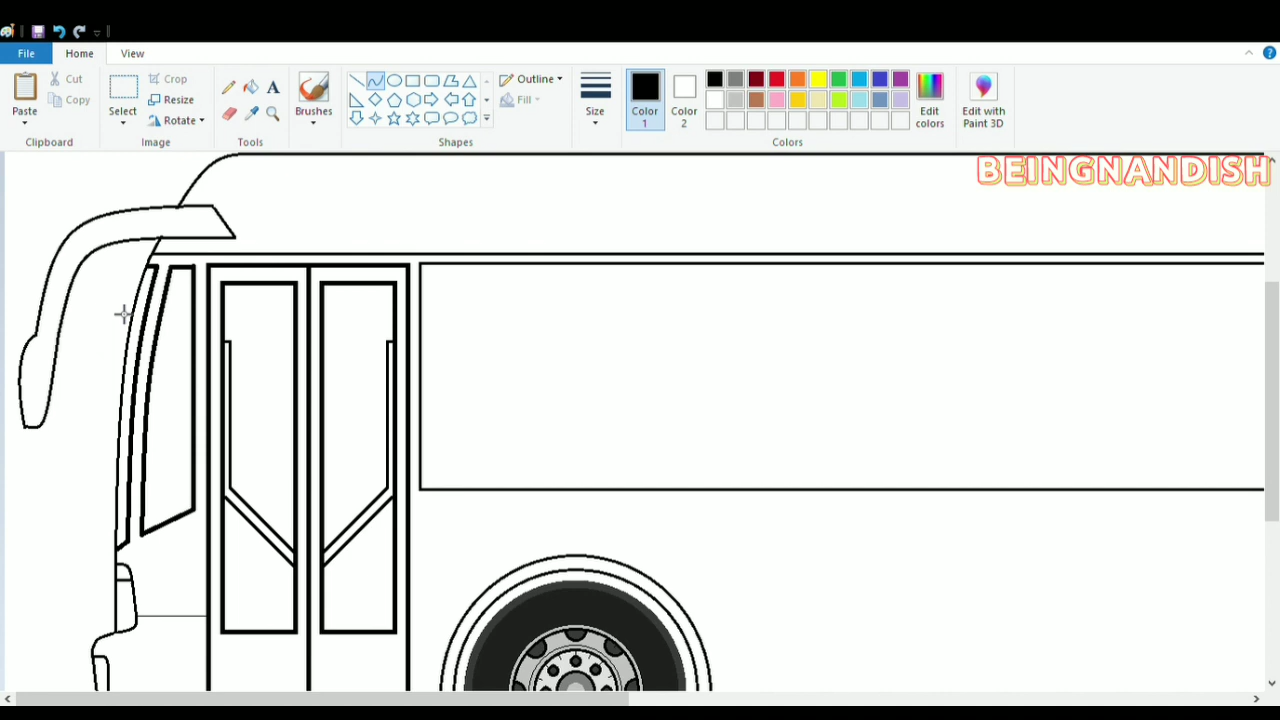 File Home View
Paste
Cut
Copy
Clipboard
Select
Crop
Resize
Rotate
Image
A
Tools
Brushes
Shapes
Outline
Fill
Size
Color 1
Color 2
Edit colors
Colors
Edit with Paint 3D
BEINGNANDISH